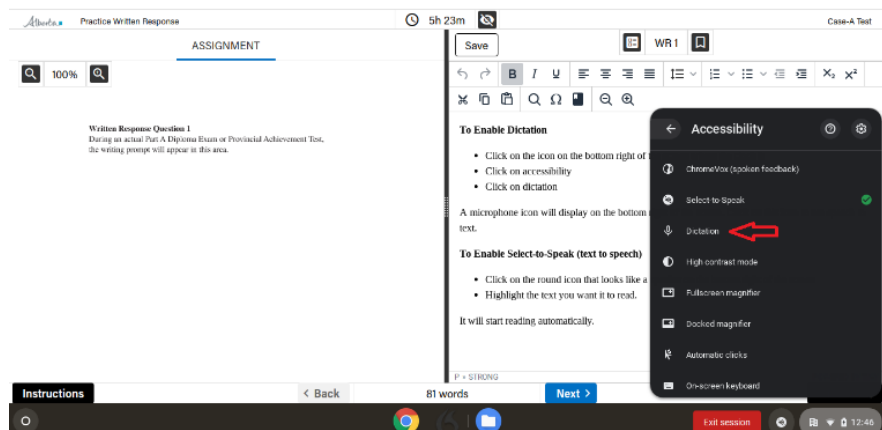 Alberta
Practice Written Response
5h 23m
Case-A Test
ASSIGNMENT
Save
WR 1
100%
B I U
X₂ X²
Written Response Question 1
During an actual Part A Diploma Exam or Provincial Achievement Test,
the writing prompt will appear in this area.
To Enable Dictation
• Click on the icon on the bottom right of
• Click on accessibility
• Click on dictation
A microphone icon will display on the bottom
text.
To Enable Select-to-Speak (text to speech)
• Click on the round icon that looks like a
• Highlight the text you want it to read.
It will start reading automatically.
P » STRONG
Accessibility
ChromeVox (spoken feedback)
Select-to-Speak
Dictation
High contrast mode
Fullscreen magnifier
Docked magnifier
Automatic clicks
On-screen keyboard
Instructions
< Back
81 words
Next >
Exit session
12:46